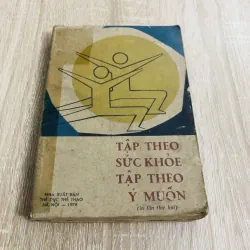 TẬP THEO
SỨC KHỎE
TẬP THEO
Ý MUỐN
(in lần thứ hai)
NHÀ XUẤT BẢN
THỂ DỤC THỂ THAO
HÀ NỘI — 1978